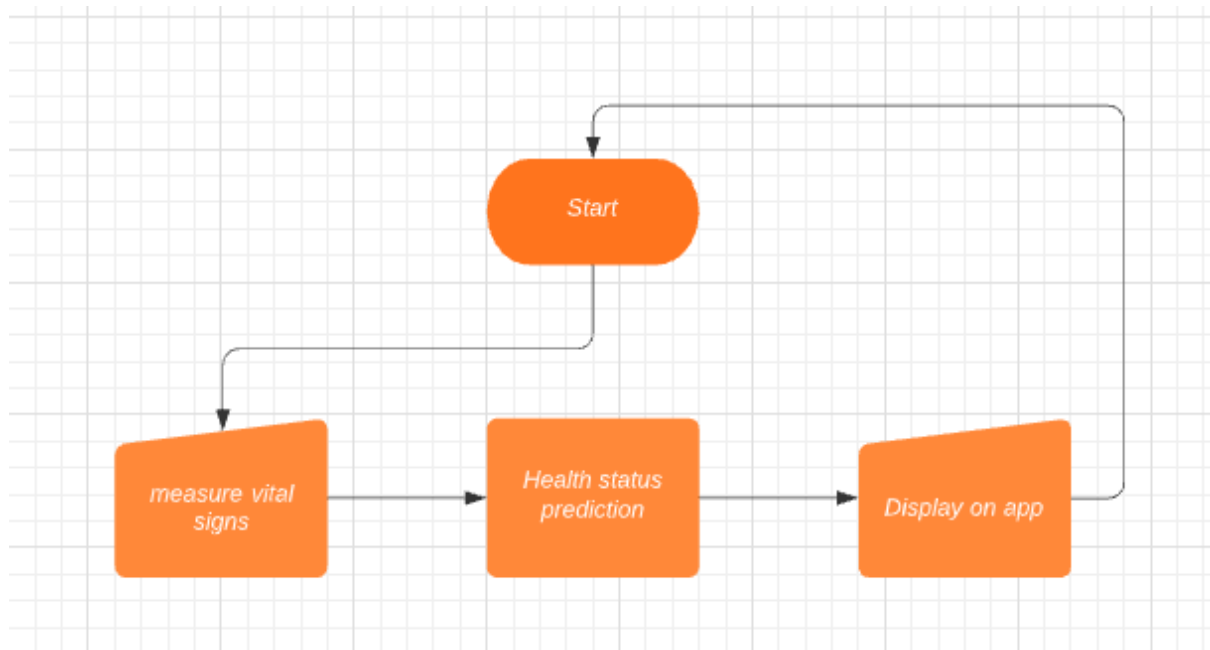 Start
measure vital
signs
Health status
prediction
Display on app